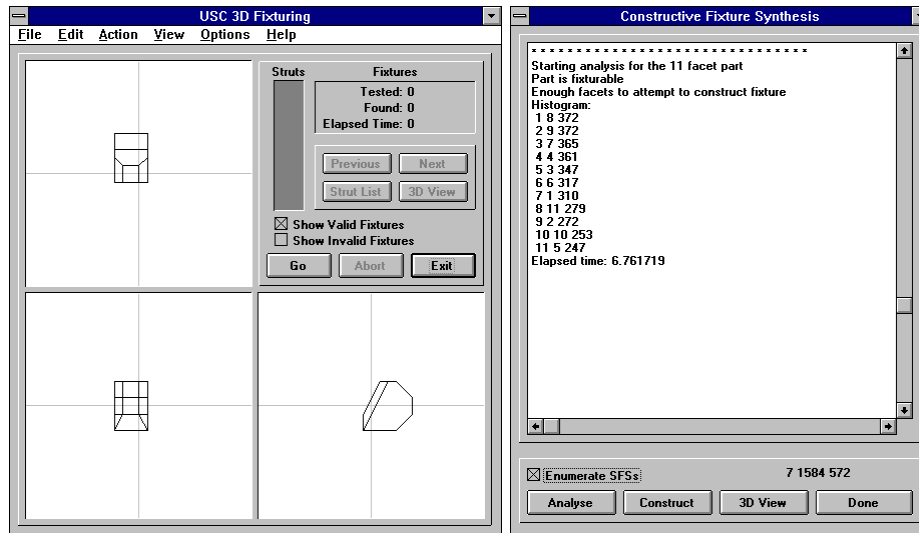 USC 3D Fixturing
File Edit Action View Options Help
Struts
Fixtures
Tested: 0
Found: 0
Elapsed Time: 0
Previous Next
Strut List 3D View
Show Valid Fixtures
Show Invalid Fixtures
Go Abort Exit
Constructive Fixture Synthesis
* * * * * * * * * * * * * * * * * * * * * * * * * * * * * * *
Starting analysis for the 11 facet part
Part is fixturable
Enough facets to attempt to construct fixture
Histogram:
1 8 372
2 9 372
3 7 365
4 4 361
5 3 347
6 6 317
7 1 310
8 11 279
9 2 272
10 10 253
11 5 247
Elapsed time: 6.761719
Enumerate SFSs 7 1584 572
Analyse Construct 3D View Done